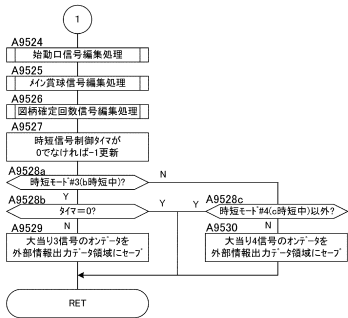 1
A9524
始動口信号編集処理
A9525
メイン賞球信号編集処理
A9526
図柄確定回数信号編集処理
A9527
時短信号制御タイマが
0でなければ-1更新
A9528a
時短モード#3(b時短中)?
N
Y
A9528b
タイマ=0?
Y
N
A9528c
時短モード#4(c時短中)以外?
Y
N
A9529
大当り3信号のオンデータを
外部情報出力データ領域にセーブ
A9530
大当り4信号のオンデータを
外部情報出力データ領域にセーブ
RET